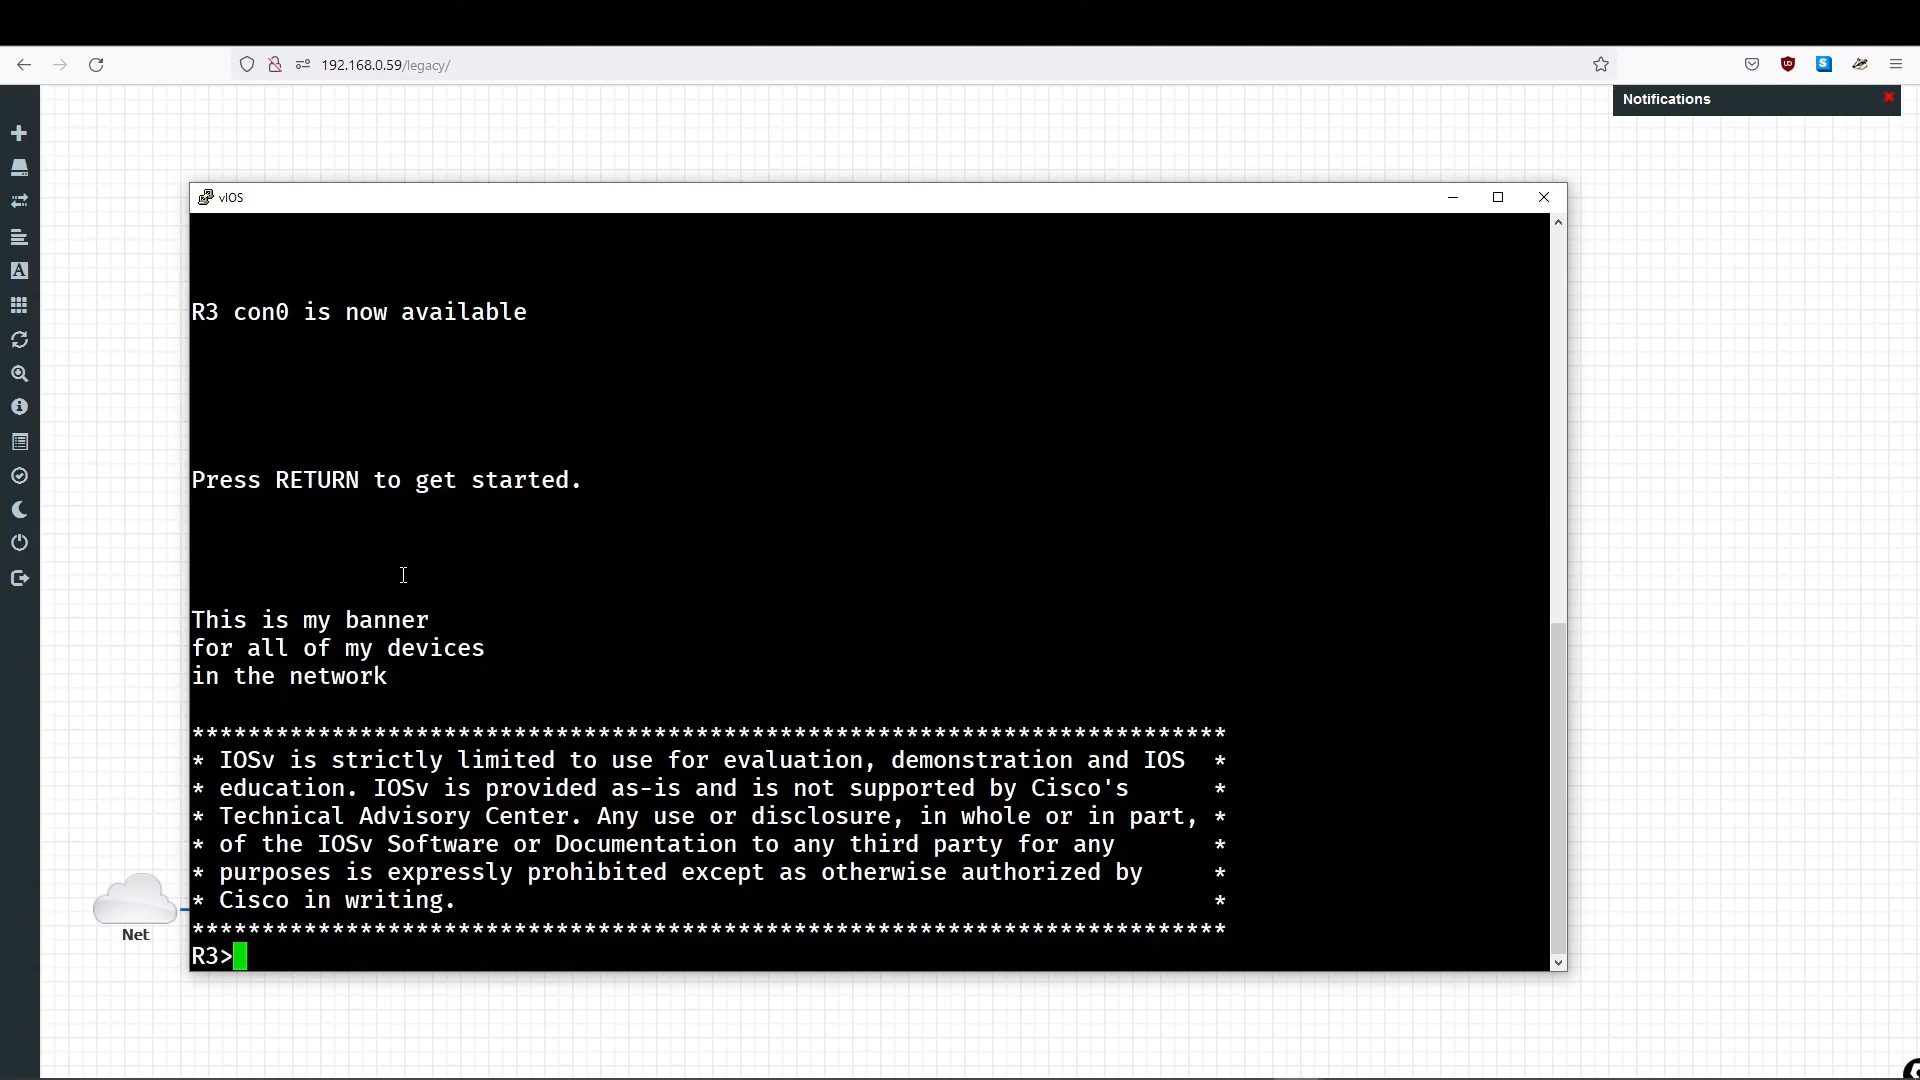 192.168.0.59/legacy/
Notifications
vIOS
R3 con0 is now available
Press RETURN to get started.
This is my banner
for all of my devices
in the network
**************************************************************************
* IOSv is strictly limited to use for evaluation, demonstration and IOS  *
* education. IOSv is provided as-is and is not supported by Cisco's      *
* Technical Advisory Center. Any use or disclosure, in whole or in part, *
* of the IOSv Software or Documentation to any third party for any       *
* purposes is expressly prohibited except as otherwise authorized by     *
* Cisco in writing.                                                      *
**************************************************************************
R3>
Net